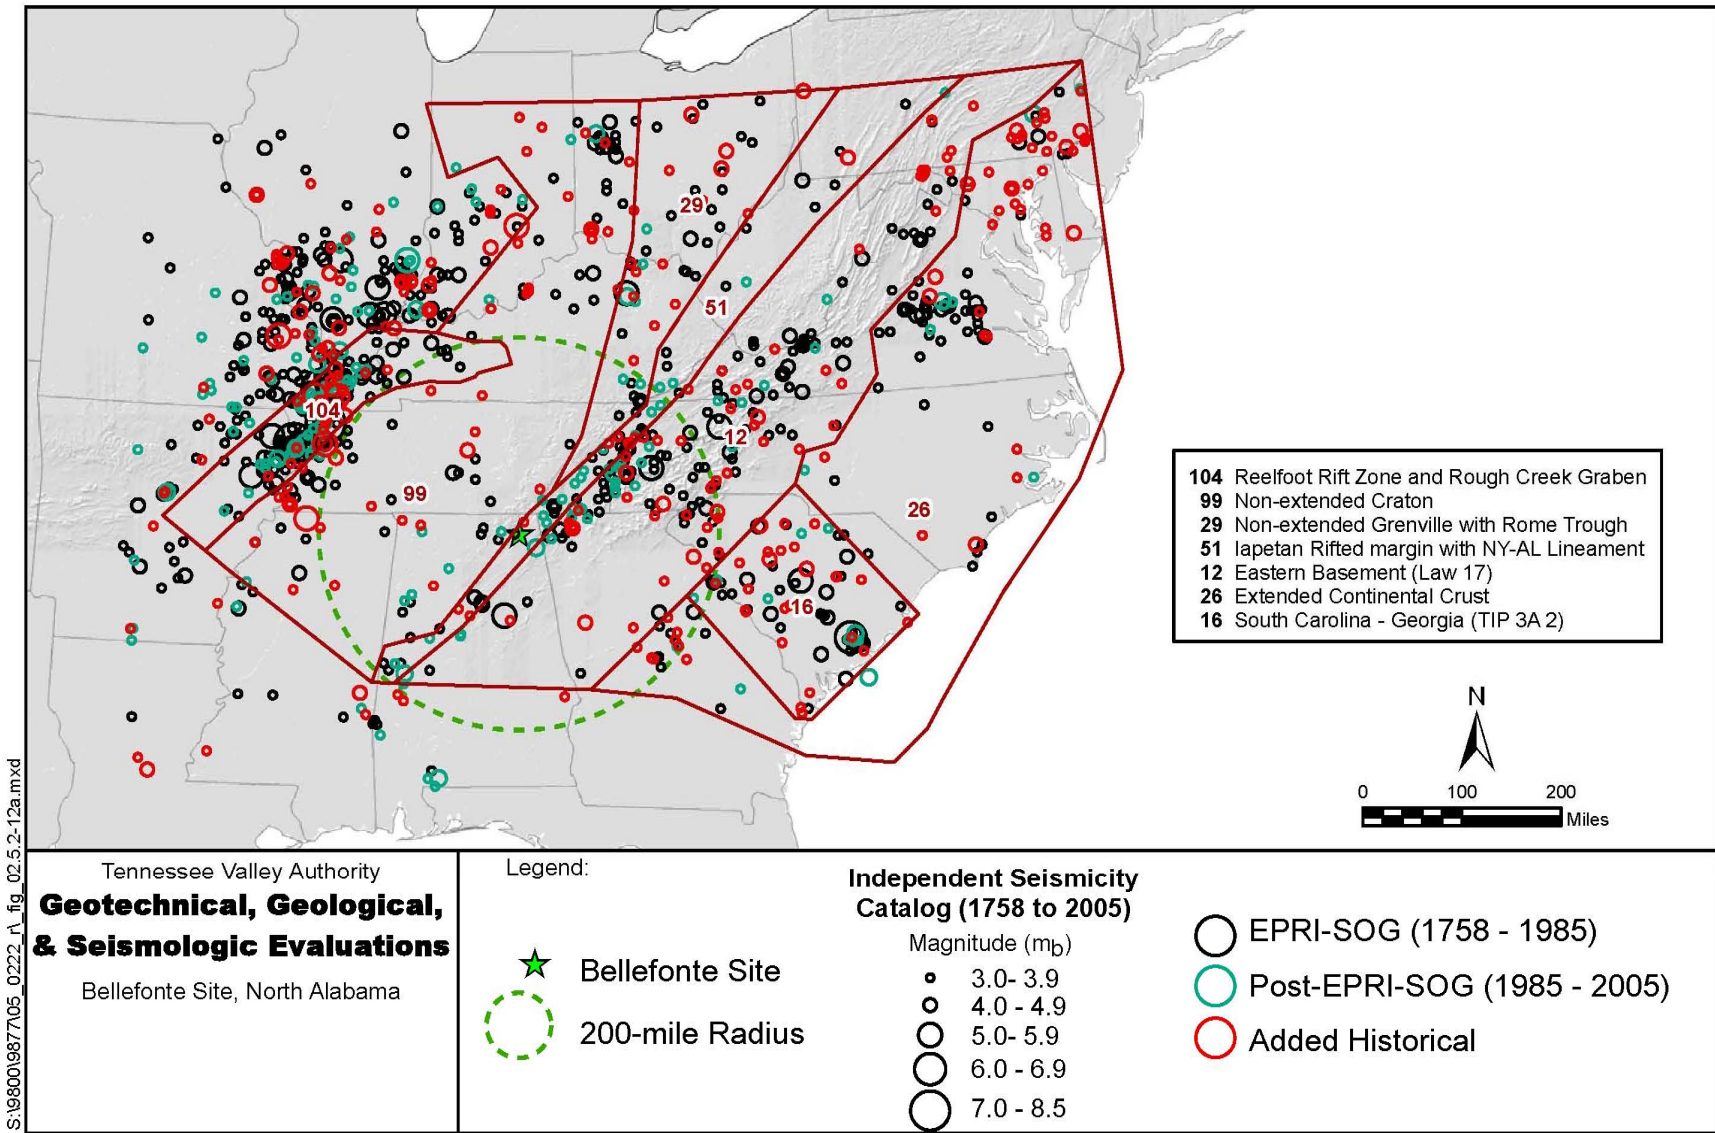 29
51
104
12
99
26
16
104 Reelfoot Rift Zone and Rough Creek Graben
99 Non-extended Craton
29 Non-extended Grenville with Rome Trough
51 Iapetan Rifted margin with NY-AL Lineament
12 Eastern Basement (Law 17)
26 Extended Continental Crust
16 South Carolina - Georgia (TIP 3A 2)
N
0 100 200
Miles
S:\9800\9877\05_0222_r\_fig_02.5.2-12a.mxd
Tennessee Valley Authority
Geotechnical, Geological,
& Seismologic Evaluations
Bellefonte Site, North Alabama
Legend:
Bellefonte Site
200-mile Radius
Independent Seismicity
Catalog (1758 to 2005)
Magnitude (mb)
3.0- 3.9
4.0 - 4.9
5.0- 5.9
6.0 - 6.9
7.0 - 8.5
EPRI-SOG (1758 - 1985)
Post-EPRI-SOG (1985 - 2005)
Added Historical